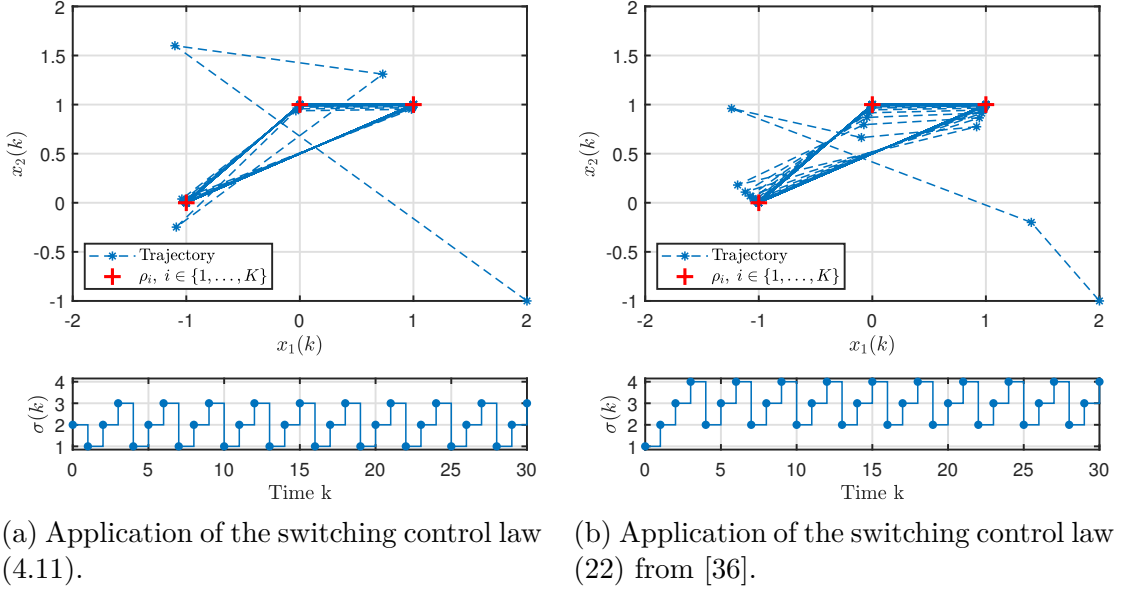 2
1.5
1
0.5
0
-0.5
-1
x₂(k)
Trajectory
ρᵢ, i ∈ {1, . . . , K}
-2 -1 0 1 2
x₁(k)
4
3
2
1
σ(k)
0 5 10 15 20 25 30
Time k
(a) Application of the switching control law
(4.11).
2
1.5
1
0.5
0
-0.5
-1
x₂(k)
Trajectory
ρᵢ, i ∈ {1, . . . , K}
-2 -1 0 1 2
x₁(k)
4
3
2
1
σ(k)
0 5 10 15 20 25 30
Time k
(b) Application of the switching control law
(22) from [36].